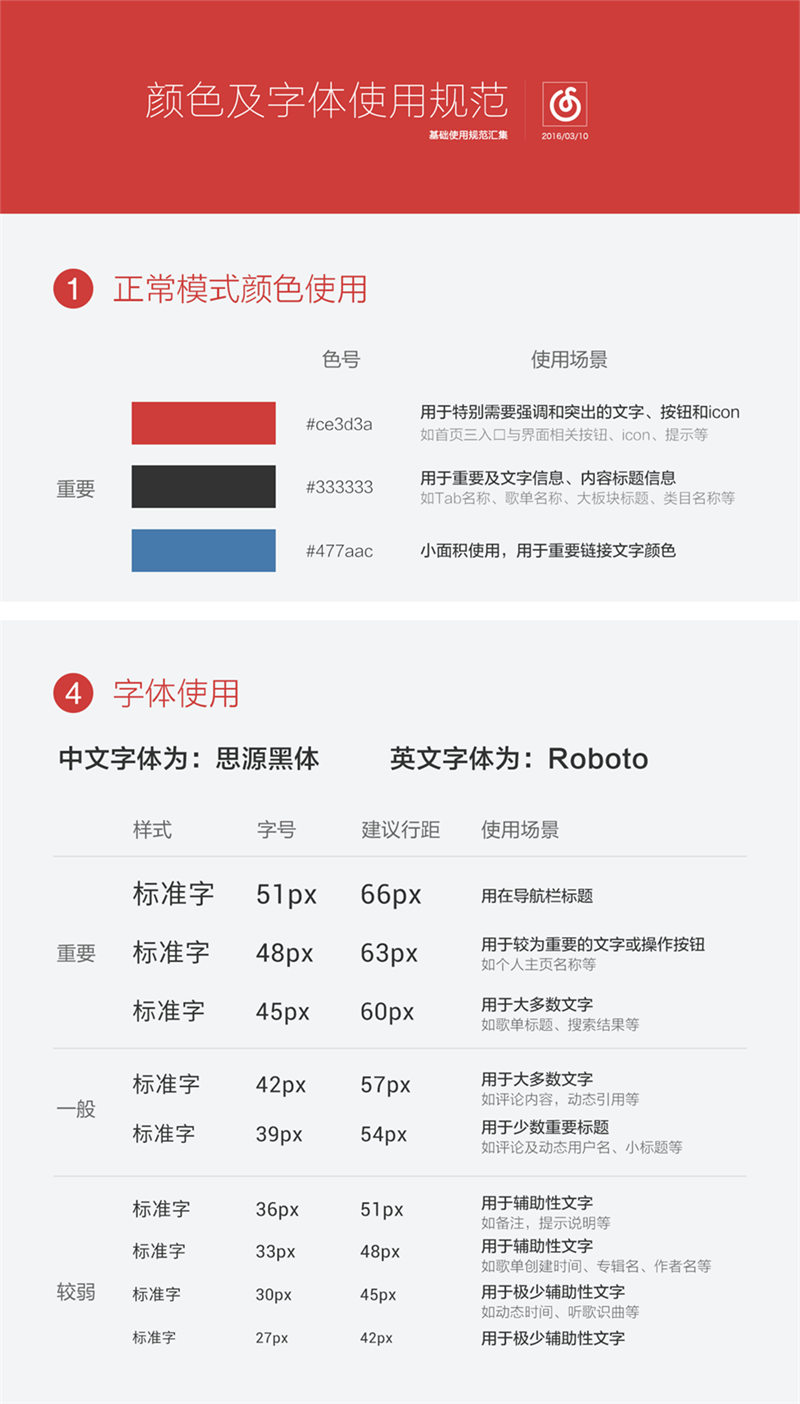 颜色及字体使用规范
基础使用规范汇集
2016/03/10
1 正常模式颜色使用
色号 使用场景
重要
#ce3d3a 用于特别需要强调和突出的文字、按钮和icon
如首页三入口与界面相关按钮、icon、提示等
#333333 用于重要及文字信息、内容标题信息
如Tab名称、歌单名称、大板块标题、类目名称等
#477aac 小面积使用，用于重要链接文字颜色
4 字体使用
中文字体为：思源黑体 英文字体为：Roboto
样式 字号 建议行距 使用场景
重要
标准字 51px 66px 用在导航栏标题
标准字 48px 63px 用于较为重要的文字或操作按钮
如个人主页名称等
标准字 45px 60px 用于大多数文字
如歌单标题、搜索结果等
一般
标准字 42px 57px 用于大多数文字
如评论内容，动态引用等
标准字 39px 54px 用于少数重要标题
如评论及动态用户名、小标题等
较弱
标准字 36px 51px 用于辅助性文字
如备注，提示说明等
标准字 33px 48px 用于辅助性文字
如歌单创建时间、专辑名、作者名等
标准字 30px 45px 用于极少辅助性文字
如动态时间、听歌识曲等
标准字 27px 42px 用于极少辅助性文字